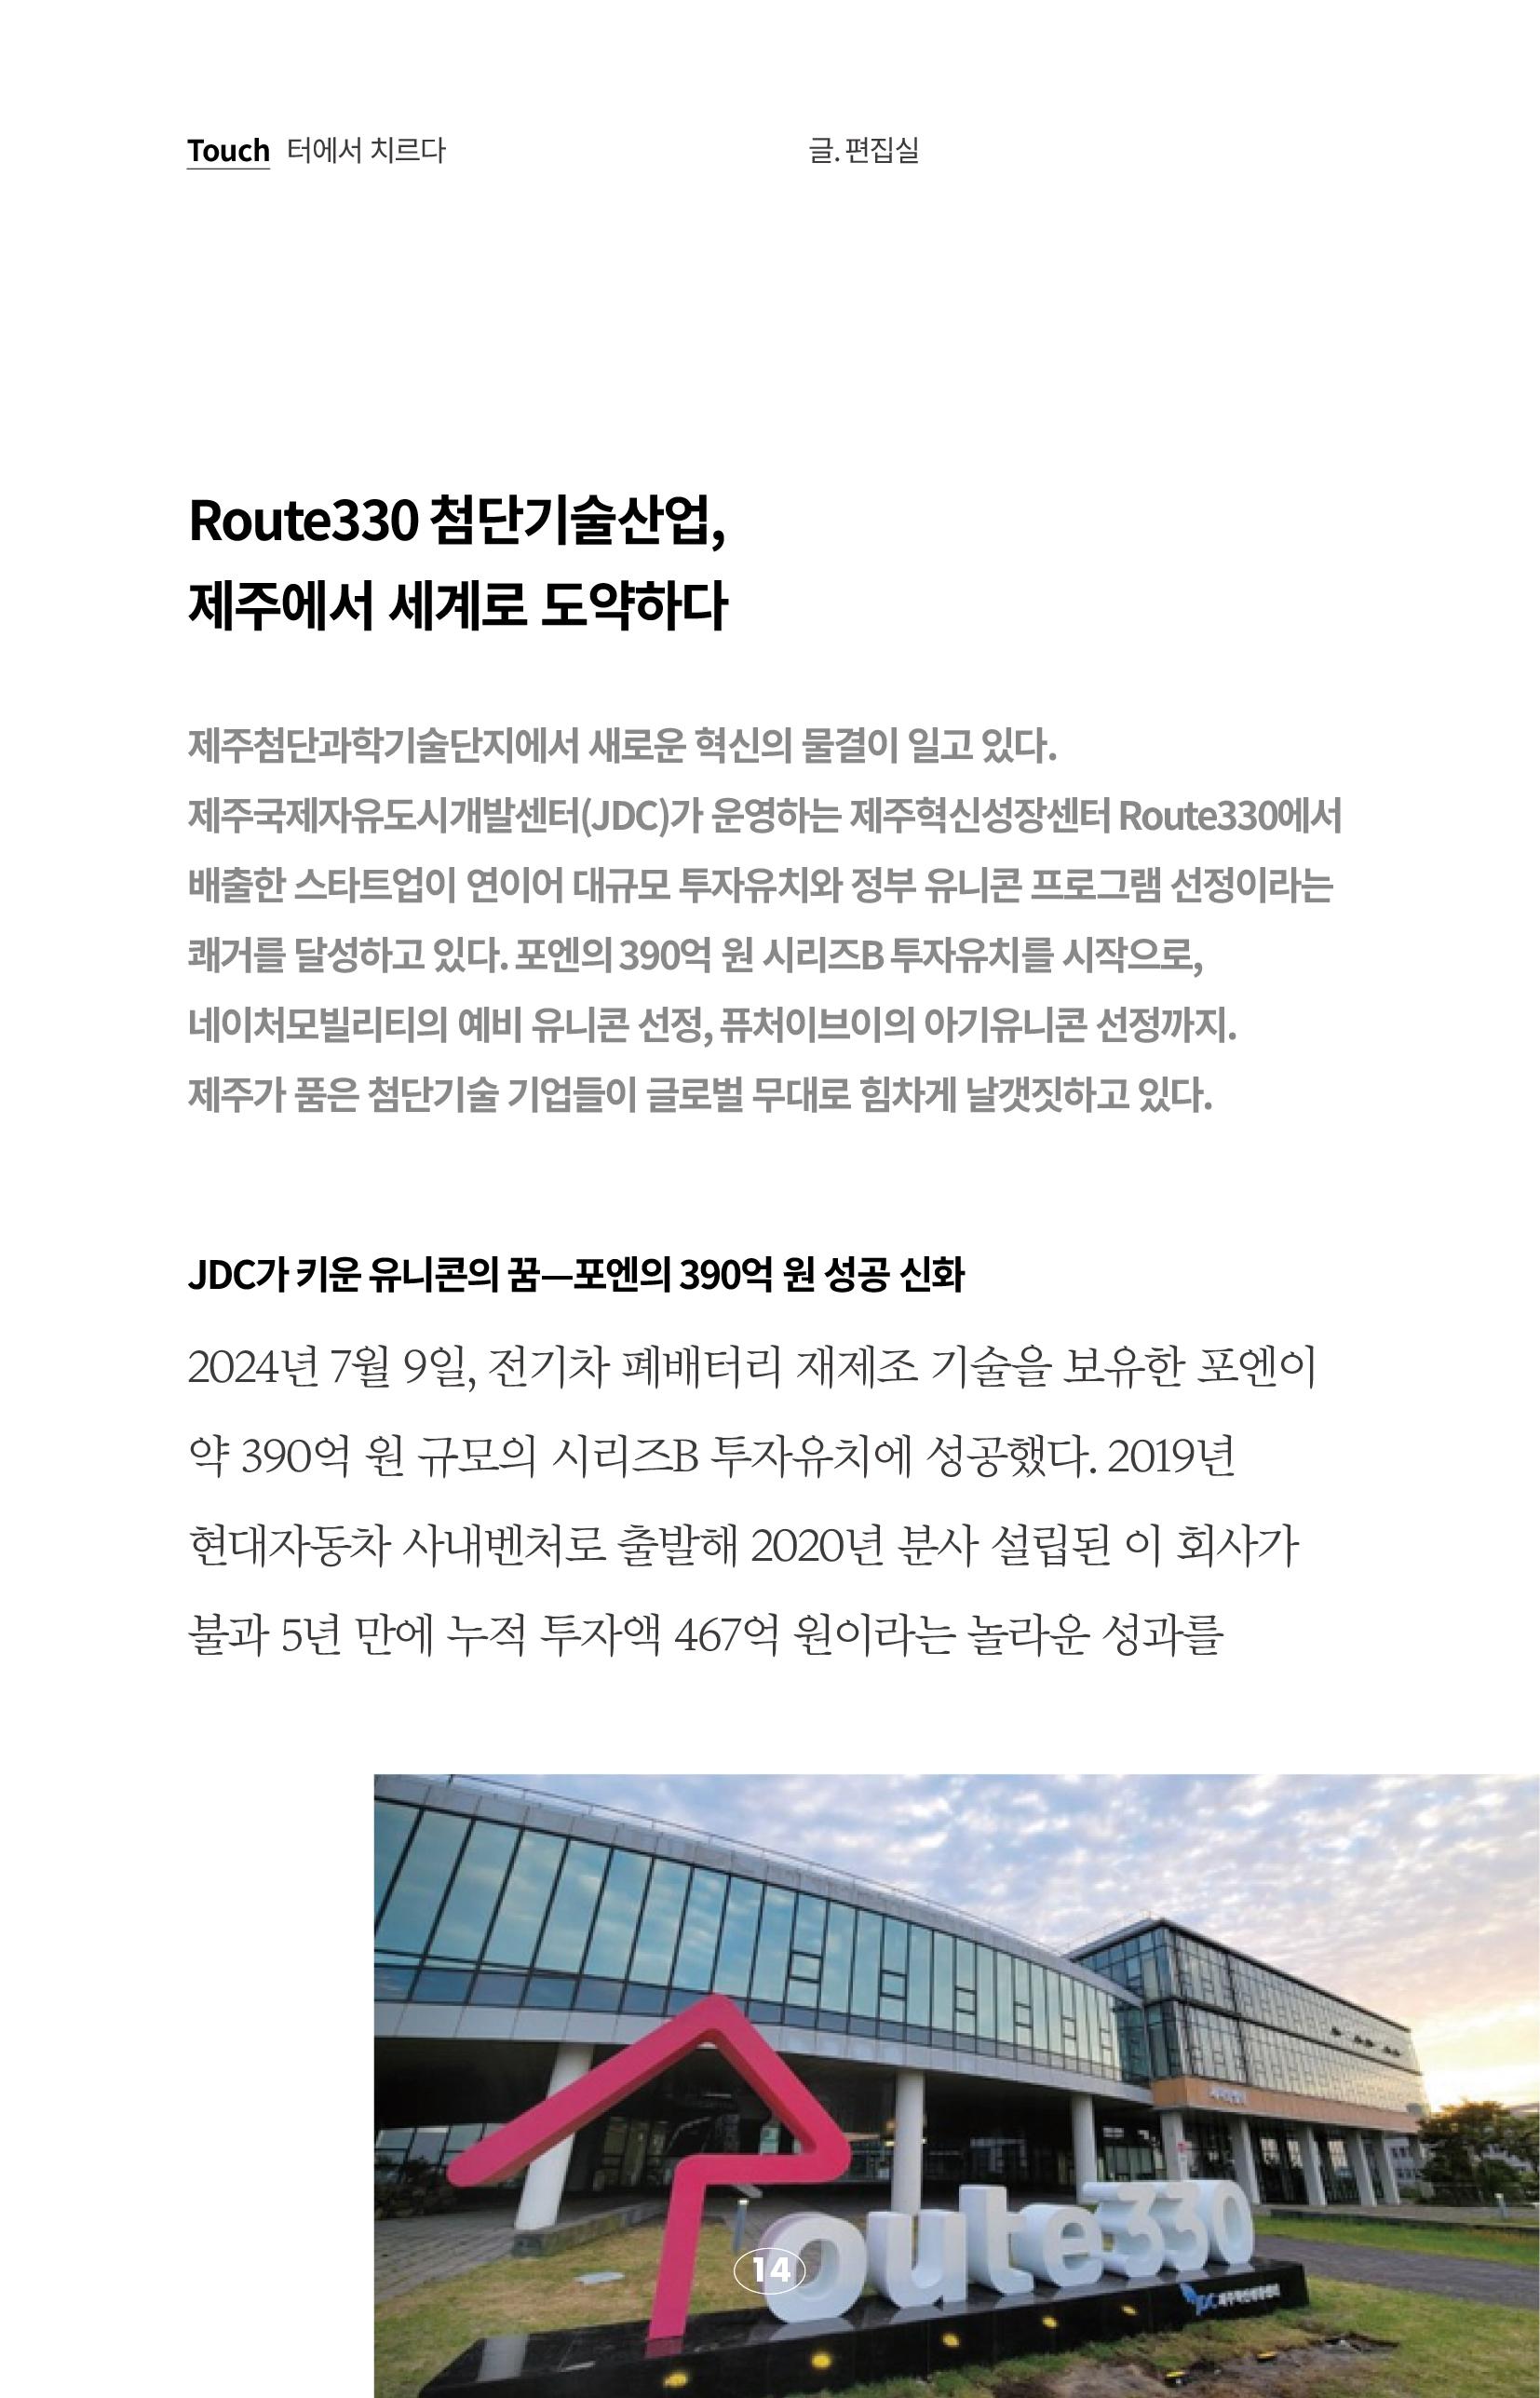 Touch 터에서 치르다
글. 편집실
Route330 첨단기술산업,
제주에서 세계로 도약하다
제주첨단과학기술단지에서 새로운 혁신의 물결이 일고 있다.
제주국제자유도시개발센터(JDC)가 운영하는 제주혁신성장센터 Route330에서
배출한 스타트업이 연이어 대규모 투자유치와 정부 유니콘 프로그램 선정이라는
쾌거를 달성하고 있다. 포엔의 390억 원 시리즈B 투자유치를 시작으로,
네이처모빌리티의 예비 유니콘 선정, 퓨처이브이의 아기유니콘 선정까지.
제주가 품은 첨단기술 기업들이 글로벌 무대로 힘차게 날갯짓하고 있다.
JDC가 키운 유니콘의 꿈—포엔의 390억 원 성공 신화
2024년 7월 9일, 전기차 폐배터리 재제조 기술을 보유한 포엔이
약 390억 원 규모의 시리즈B 투자유치에 성공했다. 2019년
현대자동차 사내벤처로 출발해 2020년 분사 설립된 이 회사가
불과 5년 만에 누적 투자액 467억 원이라는 놀라운 성과를
Route330
JDC 제주혁신성장센터
14